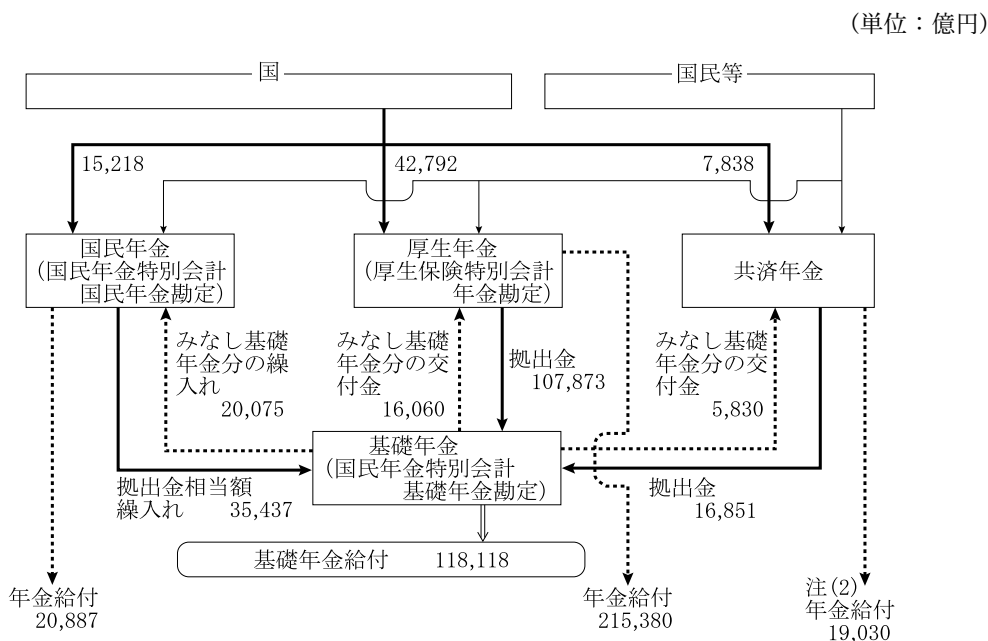 (単位：億円)
国
国民等
15,218
42,792
7,838
国民年金
(国民年金特別会計
国民年金勘定)
厚生年金
(厚生保険特別会計
年金勘定)
共済年金
みなし基礎
年金分の繰
入れ
20,075
みなし基礎
年金分の交
付金
16,060
拠出金
107,873
みなし基礎
年金分の交
付金
5,830
基礎年金
(国民年金特別会計
基礎年金勘定)
拠出金相当額
繰入れ 35,437
拠出金
16,851
基礎年金給付 118,118
年金給付
20,887
年金給付
215,380
注(2)
年金給付
19,030